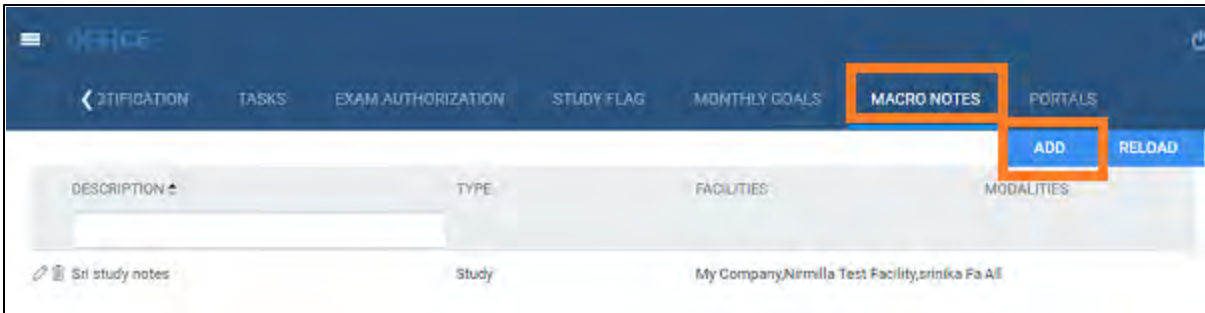 OFFICE
OTIFICATION TASKS EXAM AUTHORIZATION STUDY FLAG MONTHLY GOALS MACRO NOTES PORTALS
ADD RELOAD
DESCRIPTION TYPE FACILITIES MODALITIES
Sri study notes Study My Company,Nirmilla Test Facility,srinika Fa All